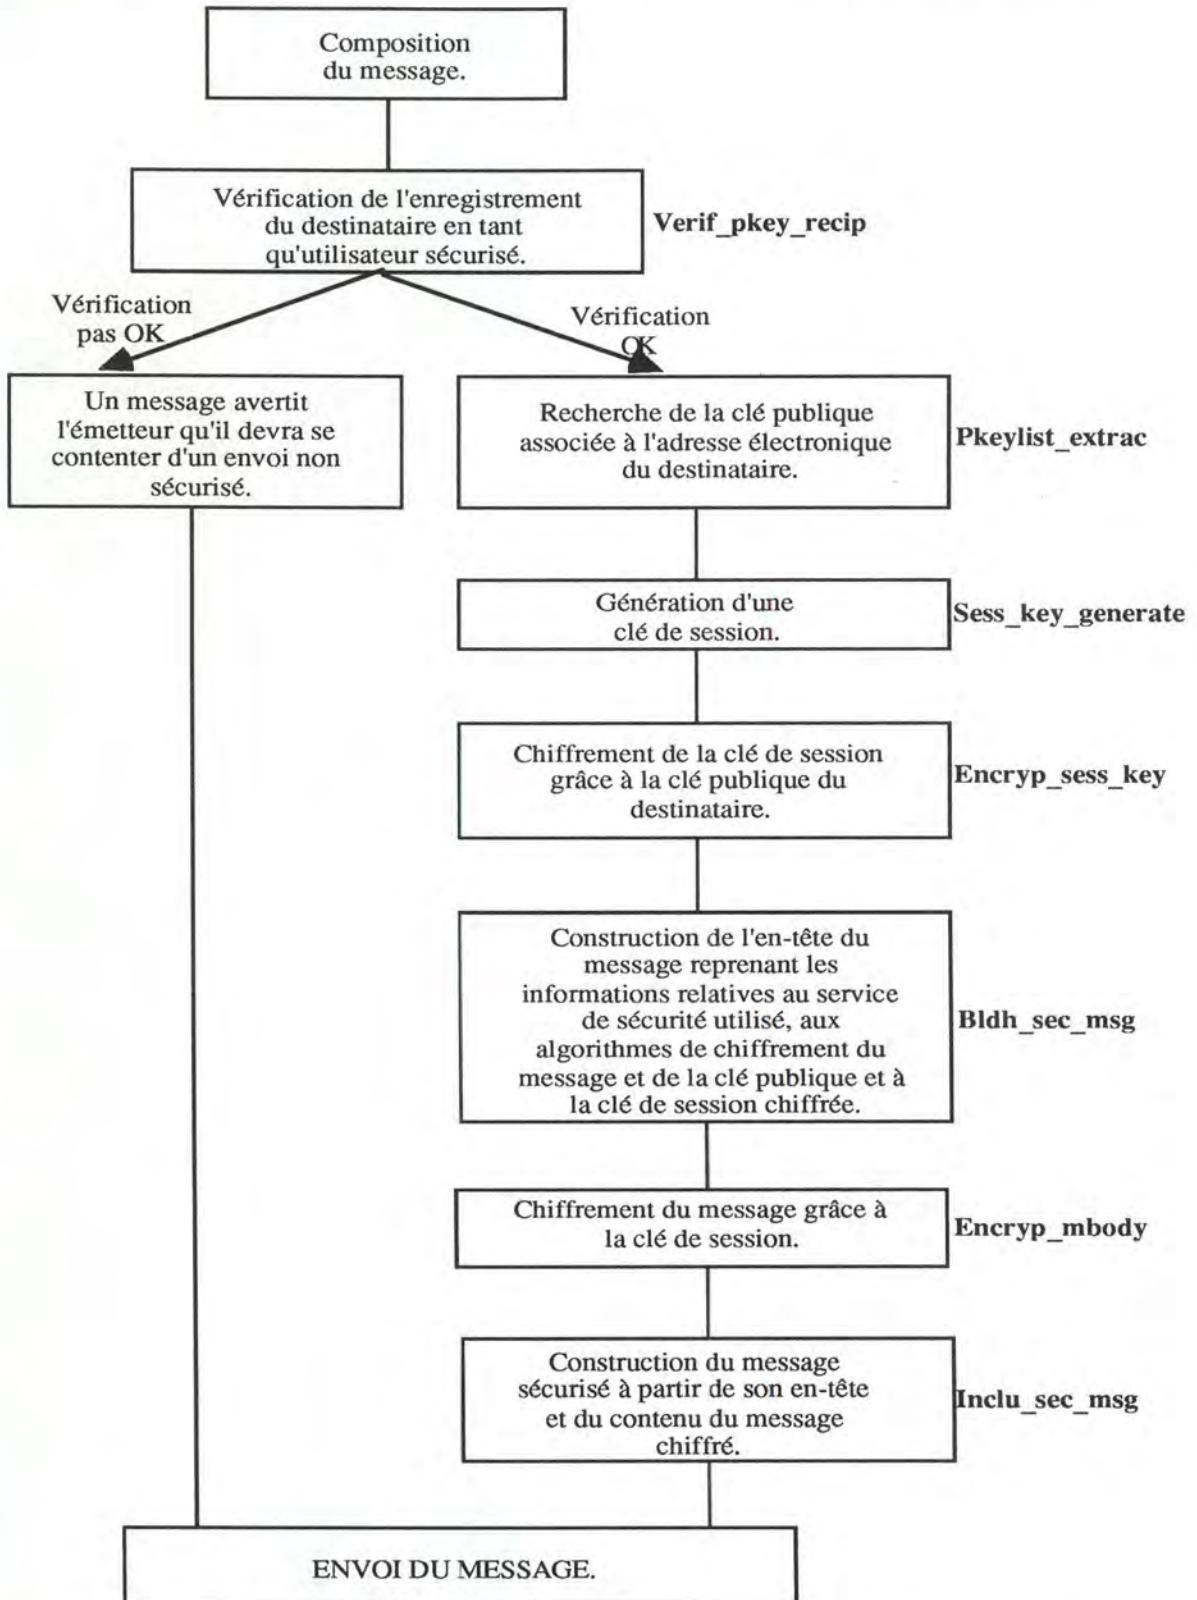 Composition
du message.
Vérification de l'enregistrement
du destinataire en tant
qu'utilisateur sécurisé.
Verif_pkey_recip
Vérification
pas OK
Vérification
OK
Un message avertit
l'émetteur qu'il devra se
contenter d'un envoi non
sécurisé.
Recherche de la clé publique
associée à l'adresse électronique
du destinataire.
Pkeylist_extrac
Génération d'une
clé de session.
Sess_key_generate
Chiffrement de la clé de session
grâce à la clé publique du
destinataire.
Encryp_sess_key
Construction de l'en-tête du
message reprenant les
informations relatives au service
de sécurité utilisé, aux
algorithmes de chiffrement du
message et de la clé publique et à
la clé de session chiffrée.
Bldh_sec_msg
Chiffrement du message grâce à
la clé de session.
Encryp_mbody
Construction du message
sécurisé à partir de son en-tête
et du contenu du message
chiffré.
Inclu_sec_msg
ENVOI DU MESSAGE.